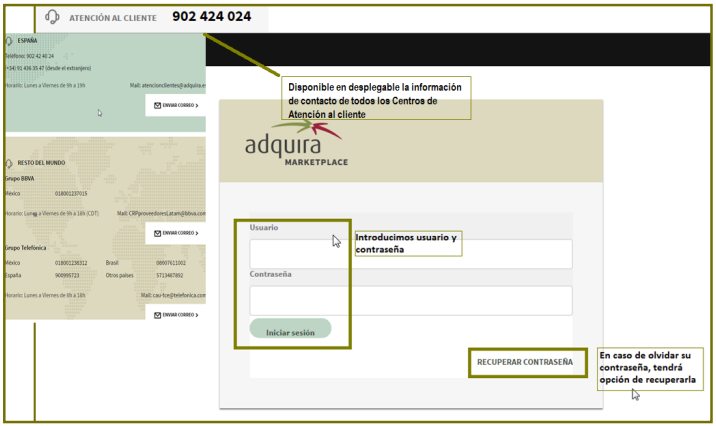 ATENCIÓN AL CLIENTE 902 424 024
ESPAÑA
Teléfono: 902 42 40 24
(+34) 91 436 35 47 (desde el extranjero)
Horario: Lunes a Viernes de 9h a 19h Mail: atencionclientes@adquira.es
ENVIAR CORREO >
RESTO DEL MUNDO
Grupo BBVA
México 018001237015
Horario: Lunes a Viernes de 9h a 18h (CDT) Mail: CRPproveedoresLatam@bbva.com
ENVIAR CORREO >
Grupo Telefónica
México 018001238312 Brasil 08007611002
España 900995723 Otros países 5713487892
Horario: Lunes a Viernes de 9h a 18h Mail: cau-tce@telefonica.com
ENVIAR CORREO >
Disponible en desplegable la información
de contacto de todos los Centros de
Atención al cliente
adquira
MARKETPLACE
Usuario
Introducimos usuario y
contraseña
Contraseña
Iniciar sesión
RECUPERAR CONTRASEÑA
En caso de olvidar su
contraseña, tendrá
opción de recuperarla